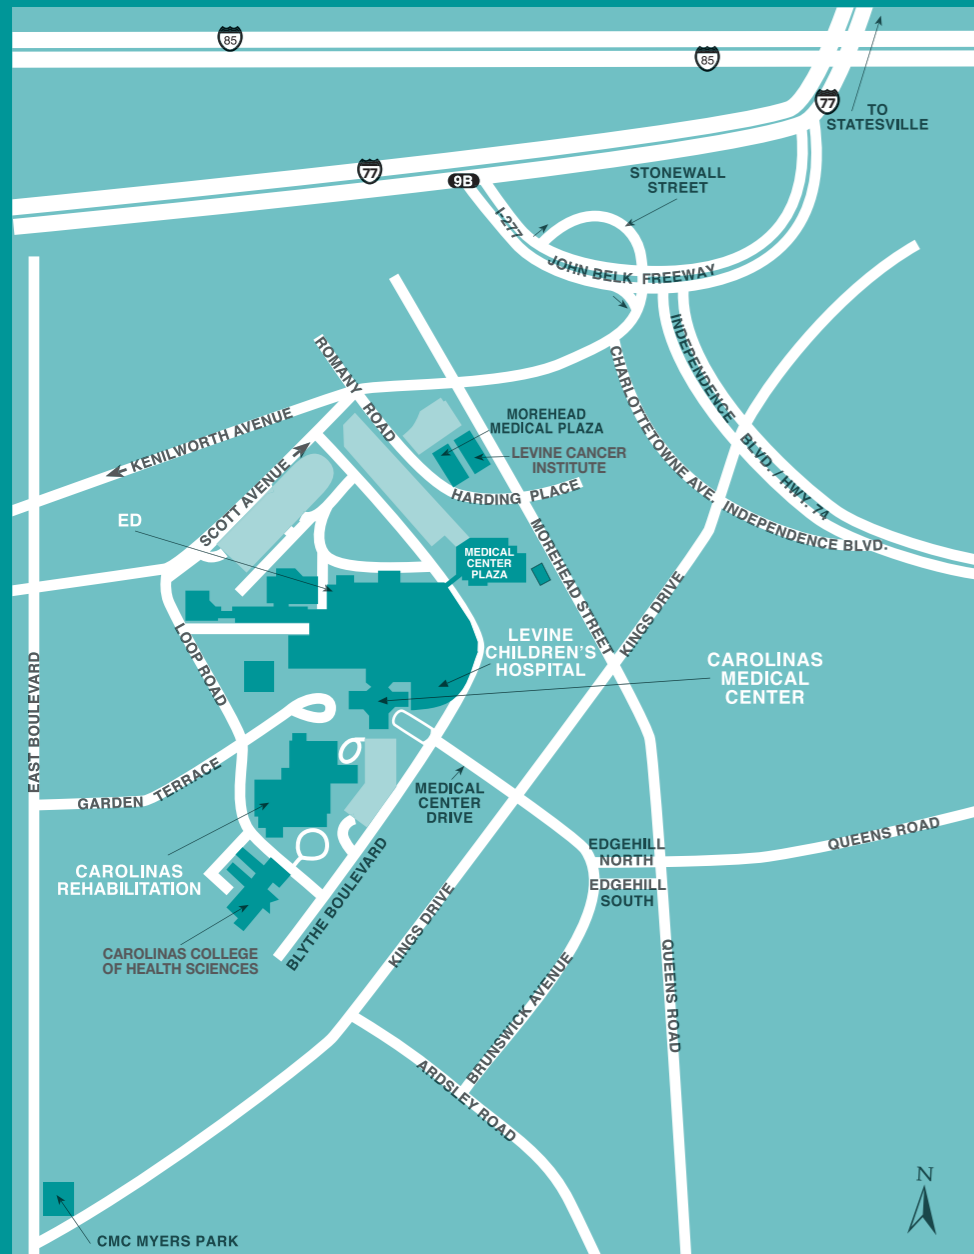 85
85
77
TO
STATESVILLE
77
9B
STONEWALL
STREET
I-277
JOHN BELK FREEWAY
ROMANY ROAD
INDEPENDENCE BLVD. / HWY. 74
CHARLOTTETOWNE AVE.
INDEPENDENCE BLVD.
KENILWORTH AVENUE
MOREHEAD
MEDICAL PLAZA
LEVINE CANCER
INSTITUTE
SCOTT AVENUE
HARDING PLACE
ED
MEDICAL
CENTER
PLAZA
MOREHEAD STREET
KINGS DRIVE
LOOP ROAD
LEVINE
CHILDREN'S
HOSPITAL
CAROLINAS
MEDICAL
CENTER
EAST BOULEVARD
GARDEN TERRACE
MEDICAL
CENTER
DRIVE
QUEENS ROAD
EDGEHILL
NORTH
EDGEHILL
SOUTH
CAROLINAS
REHABILITATION
BLYTHE BOULEVARD
KINGS DRIVE
CAROLINAS COLLEGE
OF HEALTH SCIENCES
QUEENS ROAD
BRUNSWICK AVENUE
ARDSLEY ROAD
N
CMC MYERS PARK